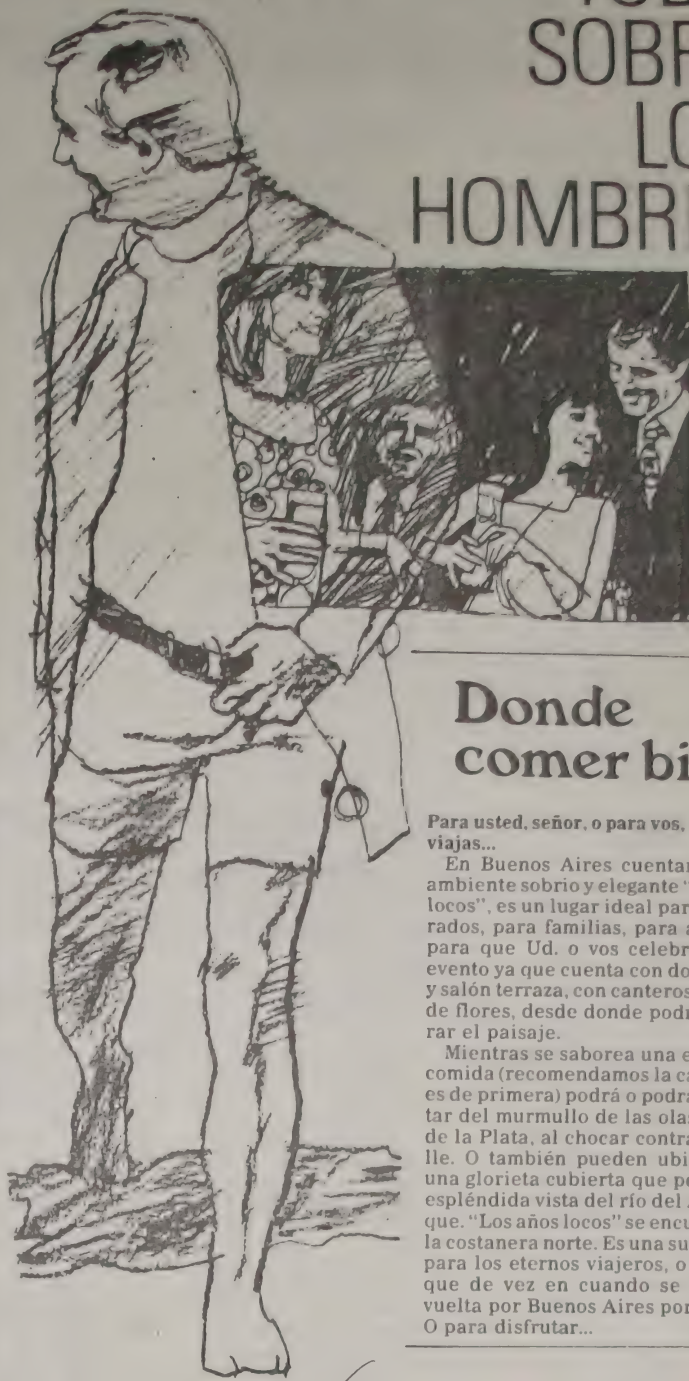 SOBR
LO
HOMBRE
Donde
comer bi
Para usted, señor, o para vos,
viajas...
En Buenos Aires cuentan
ambiente sobrio y elegante "
locos", es un lugar ideal par
rados, para familias, para a
para que Ud. o vos celebr
evento ya que cuenta con do
y salón terraza, con canteros
de flores, desde donde podr
rar el paisaje.
Mientras se saborea una e
comida (recomendamos la ca
es de primera) podrá o podrá
tar del murmullo de las olas
de la Plata, al chocar contra
lle. O también pueden ubi
una glorieta cubierta que pe
espléndida vista del río del
que. "Los años locos" se encu
la costanera norte. Es una su
para los eternos viajeros, o
que de vez en cuando se
vuelta por Buenos Aires por
O para disfrutar...